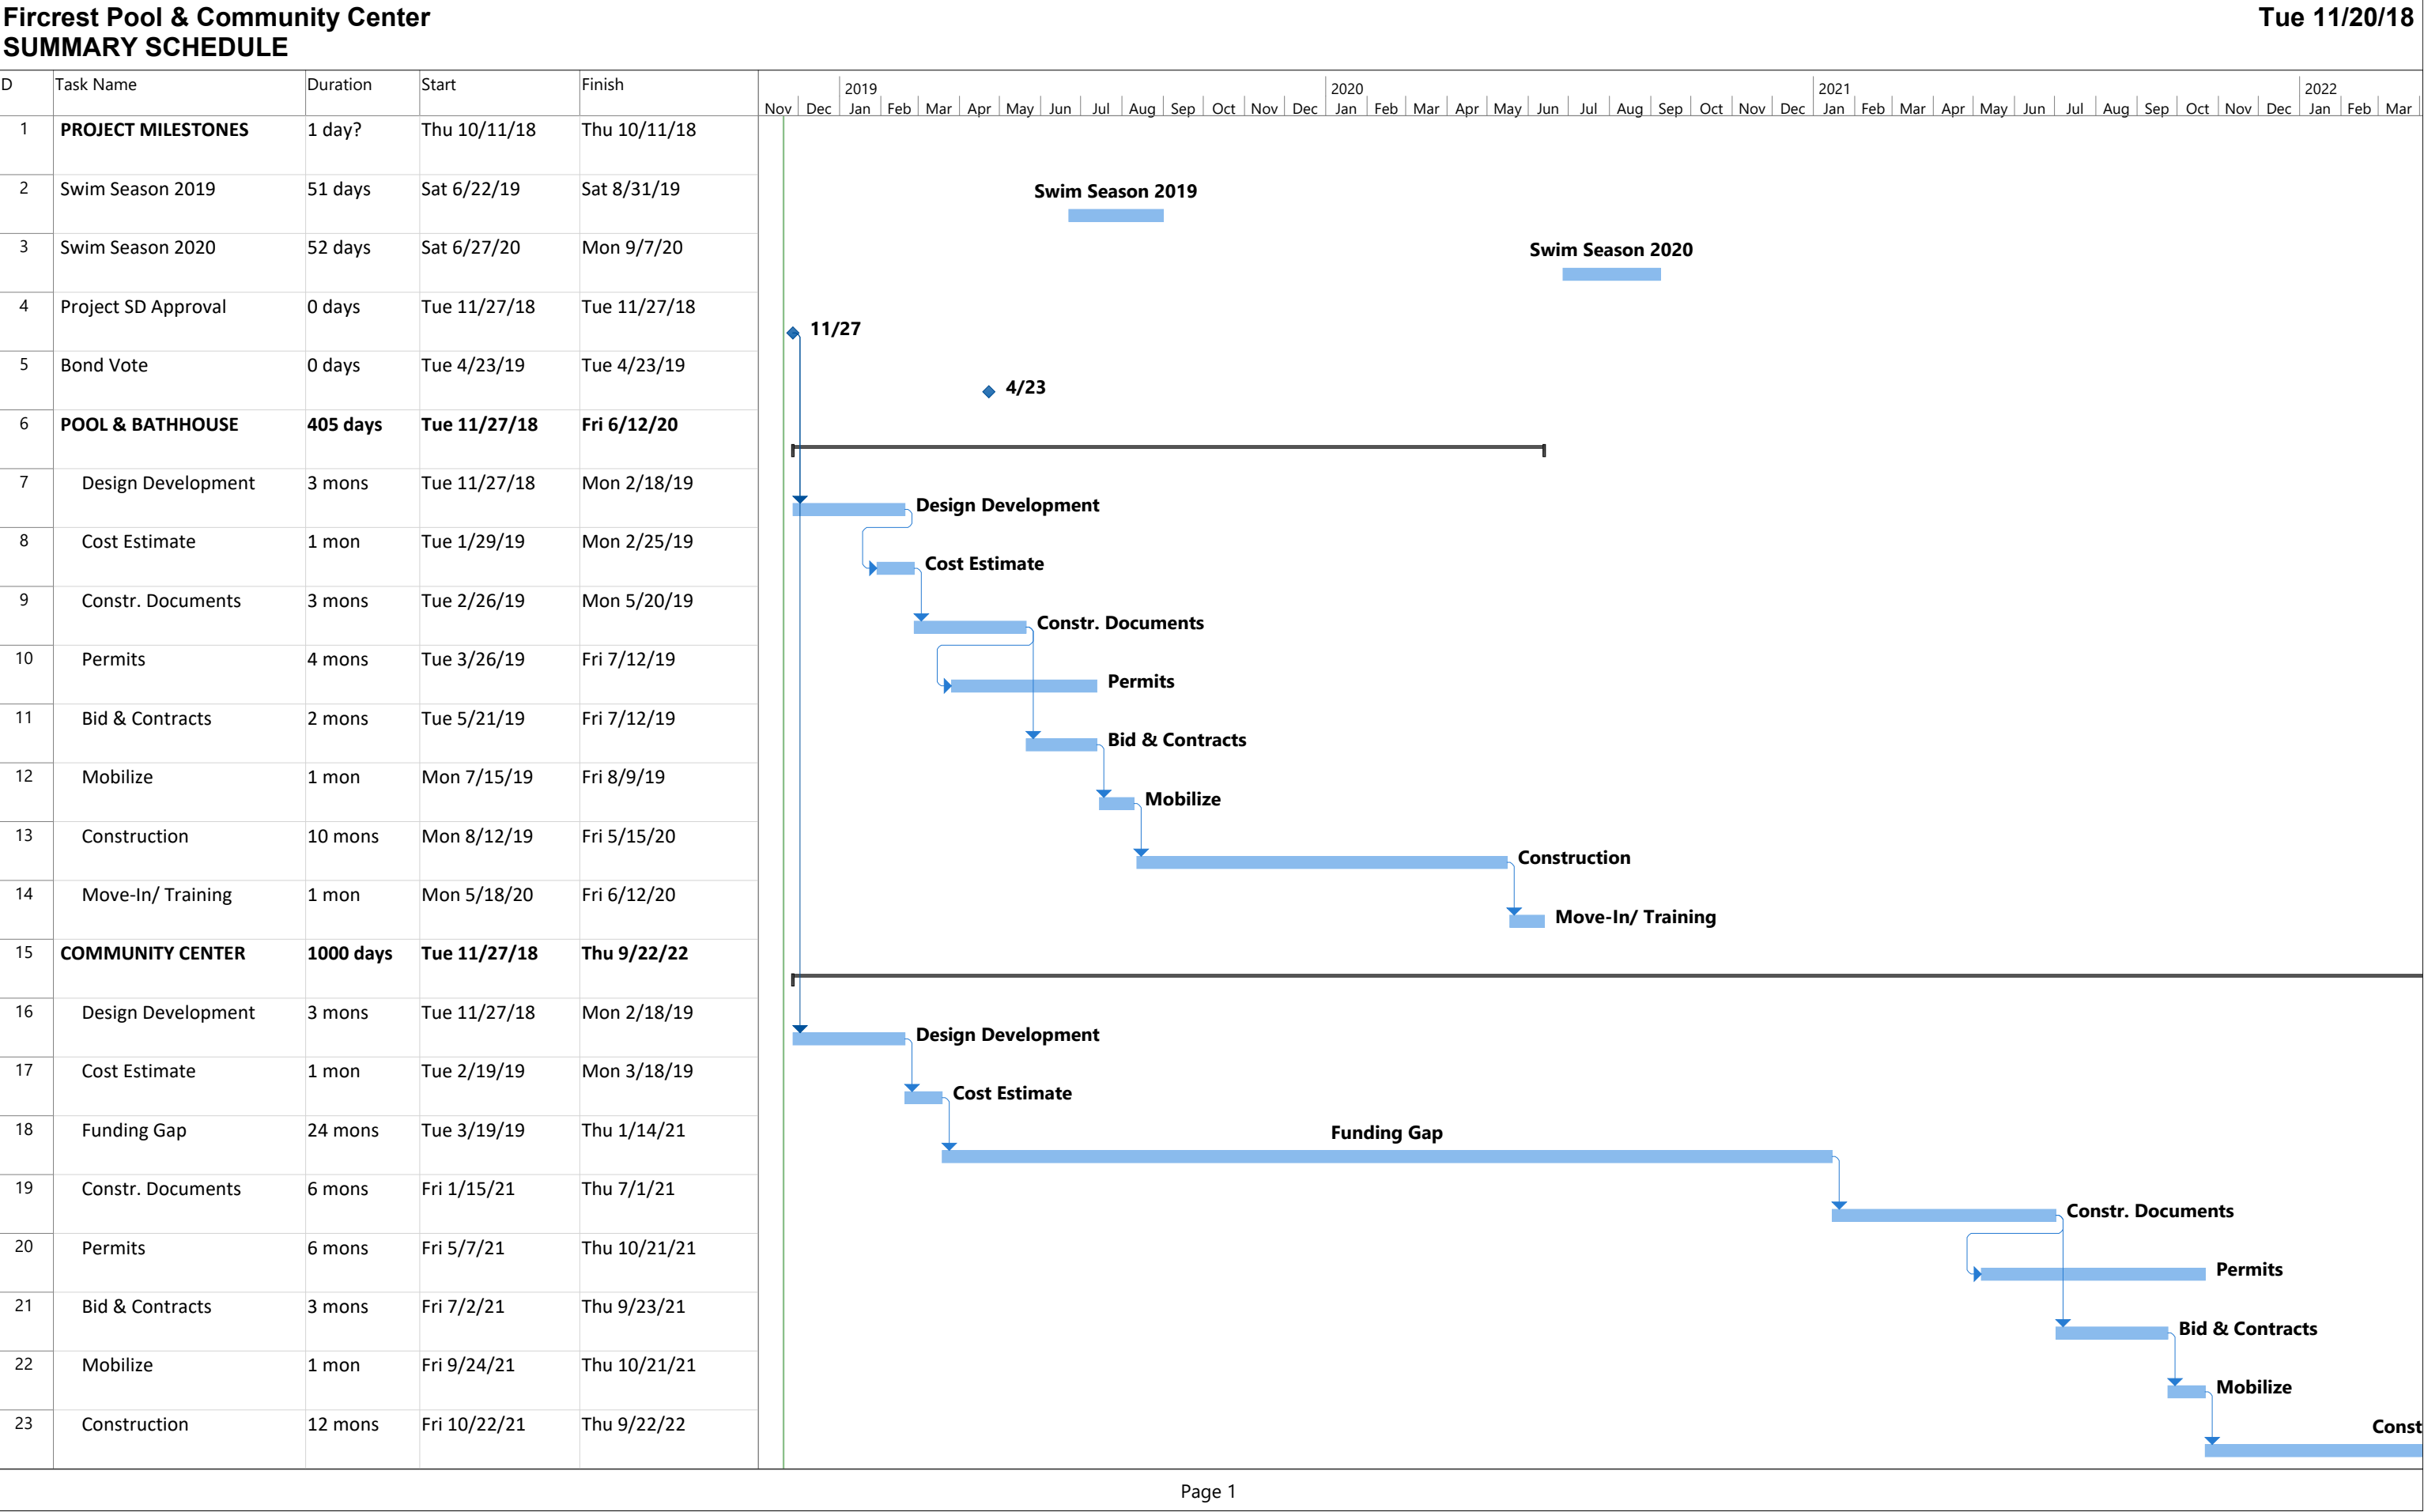 Fircrest Pool & Community Center Tue 11/20/18
SUMMARY SCHEDULE
D Task Name Duration Start Finish
2019 2020 2021 2022
Nov Dec Jan Feb Mar Apr May Jun Jul Aug Sep Oct Nov Dec Jan Feb Mar Apr May Jun Jul Aug Sep Oct Nov Dec Jan Feb Mar Apr May Jun Jul Aug Sep Oct Nov Dec Jan Feb Mar
1 PROJECT MILESTONES 1 day? Thu 10/11/18 Thu 10/11/18
2 Swim Season 2019 51 days Sat 6/22/19 Sat 8/31/19 Swim Season 2019
3 Swim Season 2020 52 days Sat 6/27/20 Mon 9/7/20 Swim Season 2020
4 Project SD Approval 0 days Tue 11/27/18 Tue 11/27/18 11/27
5 Bond Vote 0 days Tue 4/23/19 Tue 4/23/19 4/23
6 POOL & BATHHOUSE 405 days Tue 11/27/18 Fri 6/12/20
7 Design Development 3 mons Tue 11/27/18 Mon 2/18/19 Design Development
8 Cost Estimate 1 mon Tue 1/29/19 Mon 2/25/19 Cost Estimate
9 Constr. Documents 3 mons Tue 2/26/19 Mon 5/20/19 Constr. Documents
10 Permits 4 mons Tue 3/26/19 Fri 7/12/19 Permits
11 Bid & Contracts 2 mons Tue 5/21/19 Fri 7/12/19 Bid & Contracts
12 Mobilize 1 mon Mon 7/15/19 Fri 8/9/19 Mobilize
13 Construction 10 mons Mon 8/12/19 Fri 5/15/20 Construction
14 Move-In/ Training 1 mon Mon 5/18/20 Fri 6/12/20 Move-In/ Training
15 COMMUNITY CENTER 1000 days Tue 11/27/18 Thu 9/22/22
16 Design Development 3 mons Tue 11/27/18 Mon 2/18/19 Design Development
17 Cost Estimate 1 mon Tue 2/19/19 Mon 3/18/19 Cost Estimate
18 Funding Gap 24 mons Tue 3/19/19 Thu 1/14/21 Funding Gap
19 Constr. Documents 6 mons Fri 1/15/21 Thu 7/1/21 Constr. Documents
20 Permits 6 mons Fri 5/7/21 Thu 10/21/21 Permits
21 Bid & Contracts 3 mons Fri 7/2/21 Thu 9/23/21 Bid & Contracts
22 Mobilize 1 mon Fri 9/24/21 Thu 10/21/21 Mobilize
23 Construction 12 mons Fri 10/22/21 Thu 9/22/22 Const
Page 1